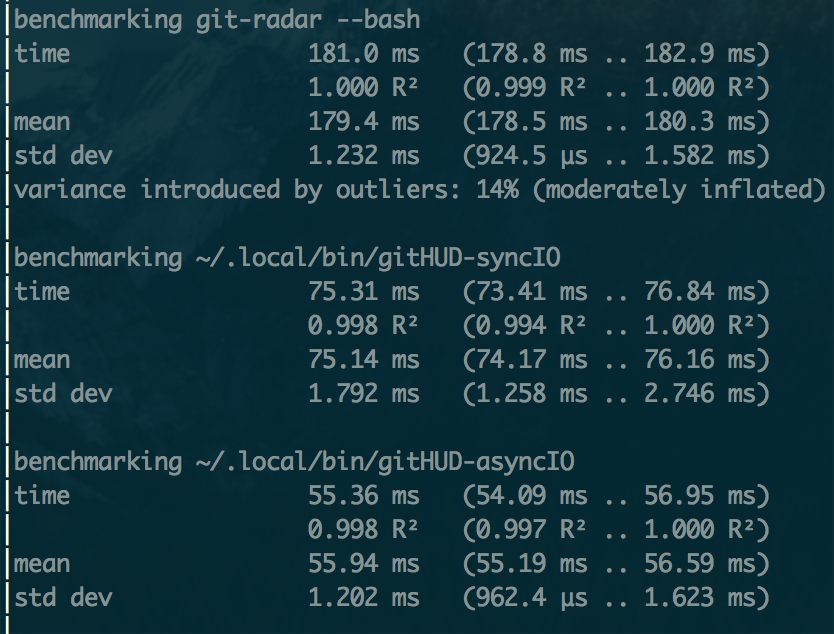 benchmarking git-radar --bash
time                 181.0 ms   (178.8 ms .. 182.9 ms)
                     1.000 R²   (0.999 R² .. 1.000 R²)
mean                 179.4 ms   (178.5 ms .. 180.3 ms)
std dev              1.232 ms   (924.5 μs .. 1.582 ms)
variance introduced by outliers: 14% (moderately inflated)

benchmarking ~/.local/bin/gitHUD-syncIO
time                 75.31 ms   (73.41 ms .. 76.84 ms)
                     0.998 R²   (0.994 R² .. 1.000 R²)
mean                 75.14 ms   (74.17 ms .. 76.16 ms)
std dev              1.792 ms   (1.258 ms .. 2.746 ms)

benchmarking ~/.local/bin/gitHUD-asyncIO
time                 55.36 ms   (54.09 ms .. 56.95 ms)
                     0.998 R²   (0.997 R² .. 1.000 R²)
mean                 55.94 ms   (55.19 ms .. 56.59 ms)
std dev              1.202 ms   (962.4 μs .. 1.623 ms)